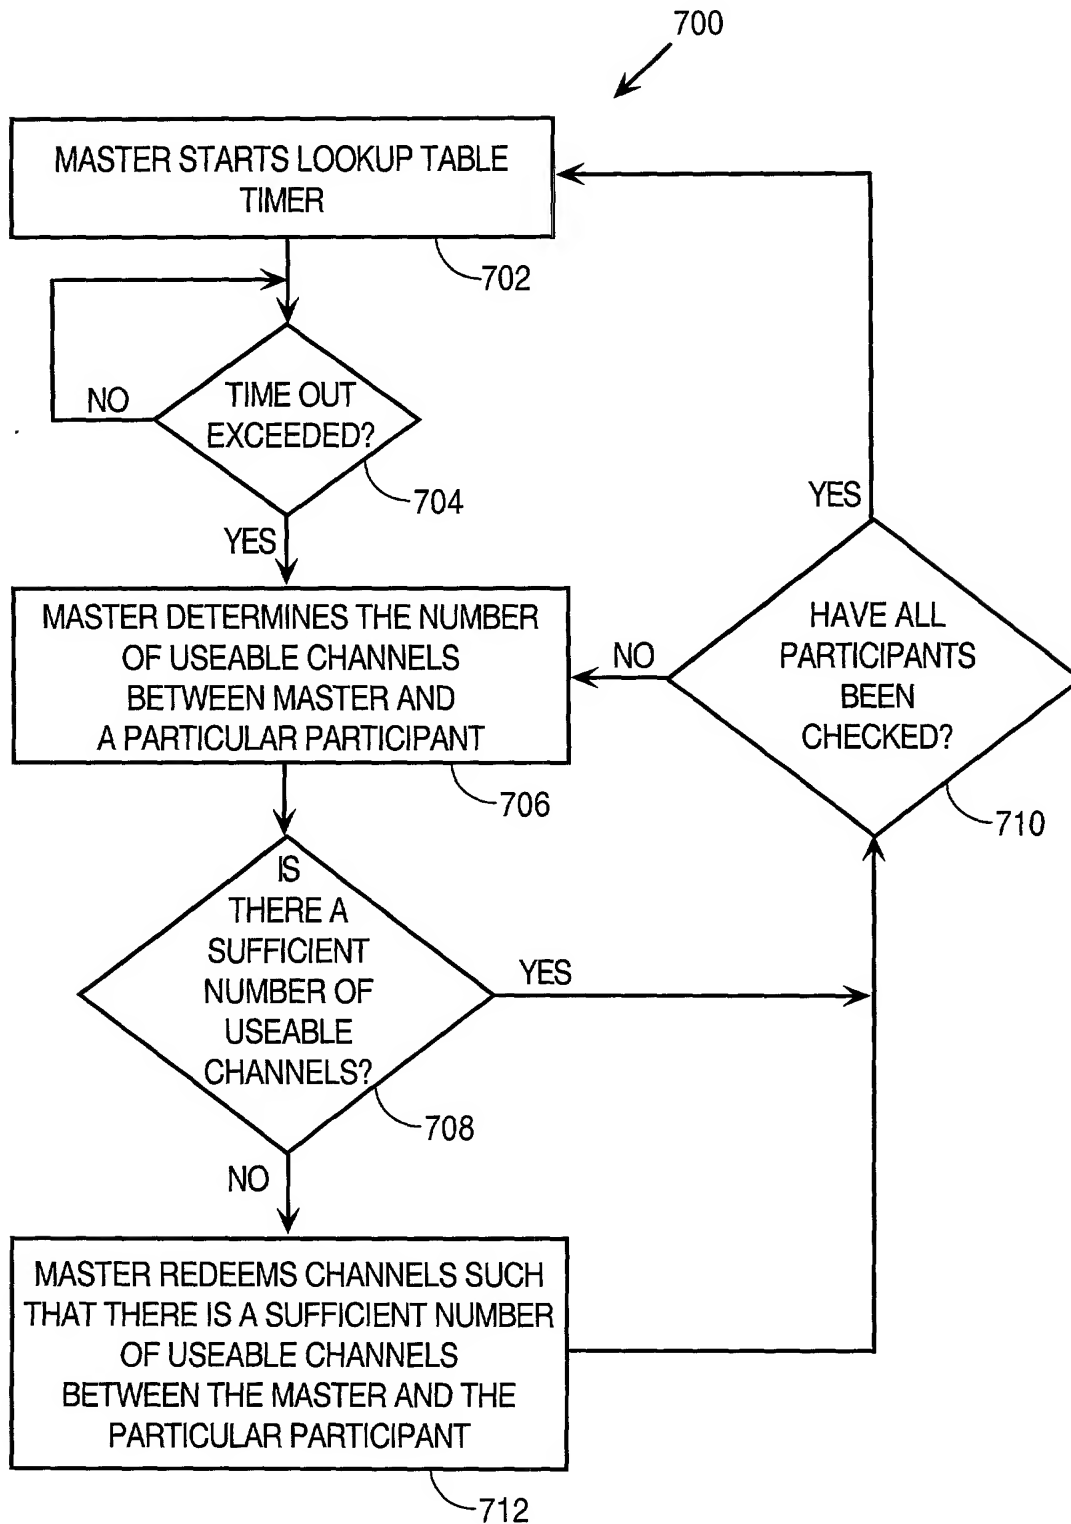 700
MASTER STARTS LOOKUP TABLE
TIMER
702
NO
TIME OUT
EXCEEDED?
704
YES
MASTER DETERMINES THE NUMBER
OF USEABLE CHANNELS
BETWEEN MASTER AND
A PARTICULAR PARTICIPANT
706
NO
YES
HAVE ALL
PARTICIPANTS
BEEN
CHECKED?
710
IS
THERE A
SUFFICIENT
NUMBER OF
USEABLE
CHANNELS?
708
YES
NO
MASTER REDEEMS CHANNELS SUCH
THAT THERE IS A SUFFICIENT NUMBER
OF USEABLE CHANNELS
BETWEEN THE MASTER AND THE
PARTICULAR PARTICIPANT
712